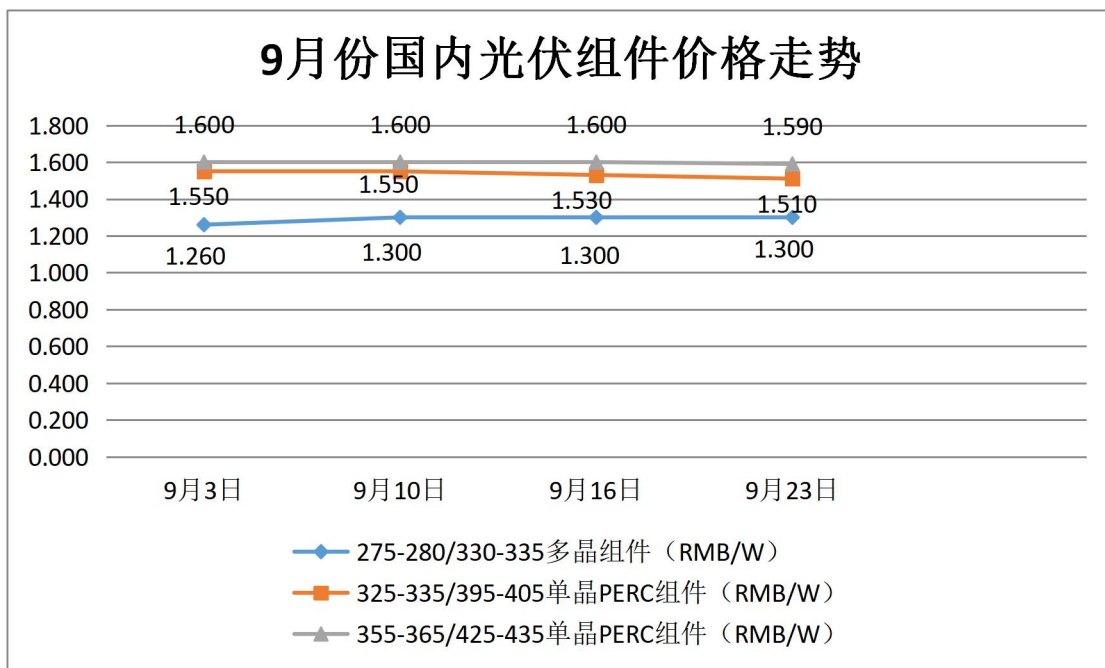 9月份国内光伏组件价格走势
1.800
1.600
1.400
1.200
1.000
0.800
0.600
0.400
0.200
0.000
1.600 1.600 1.600 1.590
1.550 1.550 1.530 1.510
1.260 1.300 1.300 1.300
9月3日 9月10日 9月16日 9月23日
275-280/330-335多晶组件（RMB/W）
325-335/395-405单晶PERC组件（RMB/W）
355-365/425-435单晶PERC组件（RMB/W）